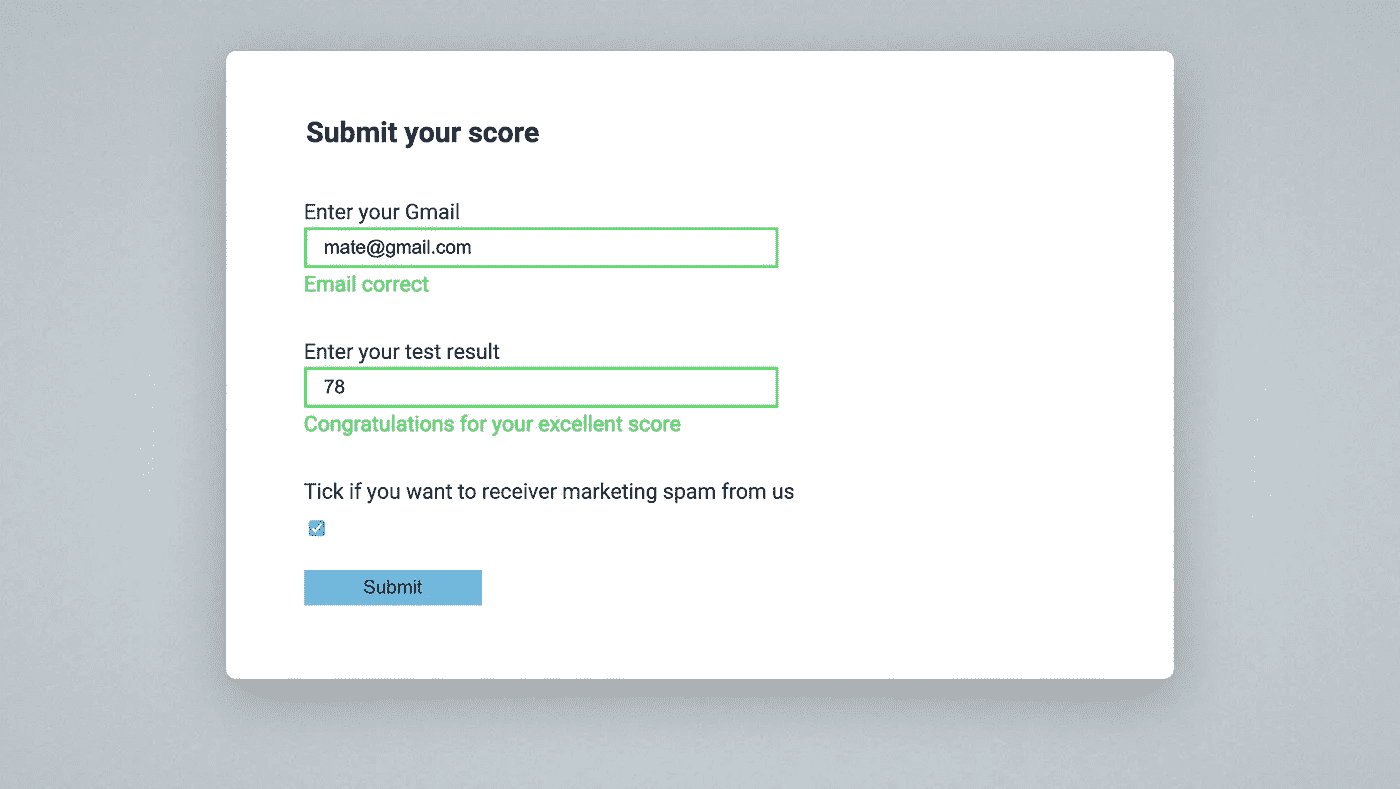 Submit your score
Enter your Gmail
mate@gmail.com
Email correct
Enter your test result
78
Congratulations for your excellent score
Tick if you want to receiver marketing spam from us
Submit